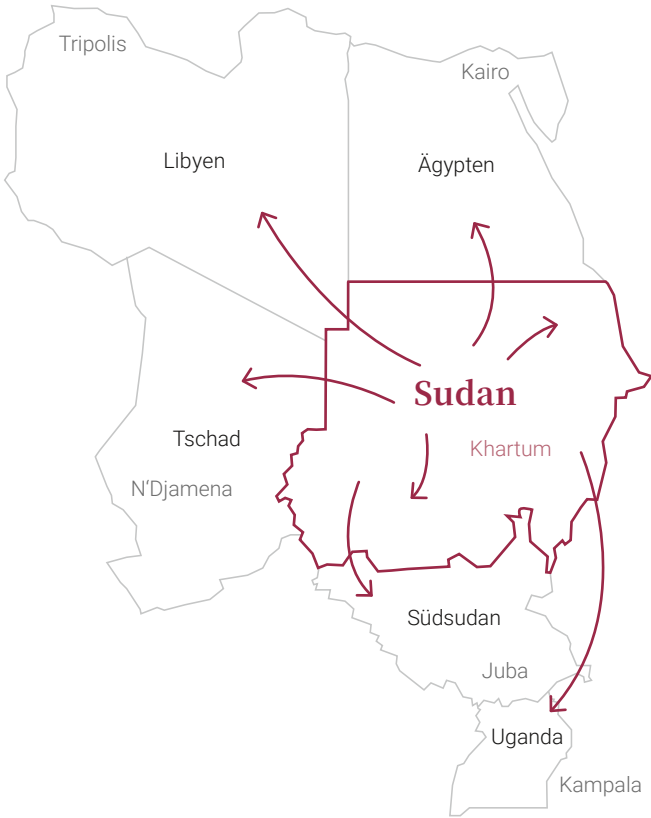 Tripolis
Kairo
Libyen
Ägypten
Sudan
Tschad
Khartum
N‘Djamena
Südsudan
Juba
Uganda
Kampala